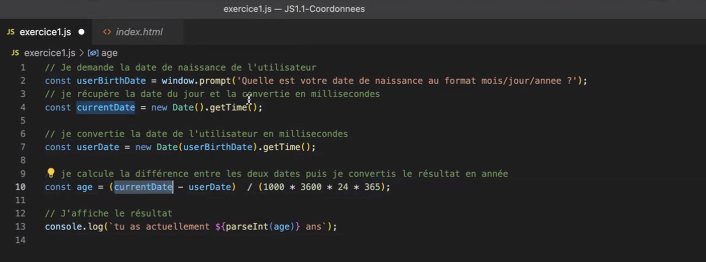 exercice1.js — JS1.1-Coordonnees
JS exercice1.js ● index.html
JS exercice1.js > age
1 // Je demande la date de naissance de l'utilisateur
2 const userBirthDate = window.prompt('Quelle est votre date de naissance au format mois/jour/annee ?');
3 // je récupère la date du jour et la convertie en millisecondes
4 const currentDate = new Date().getTime();
5
6 // je convertie la date de l'utilisateur en millisecondes
7 const userDate = new Date(userBirthDate).getTime();
8
9 // je calcule la différence entre les deux dates puis je convertis le résultat en année
10 const age = (currentDate - userDate)  / (1000 * 3600 * 24 * 365);
11
12 // J'affiche le résultat
13 console.log(`tu as actuellement ${parseInt(age)} ans`);
14